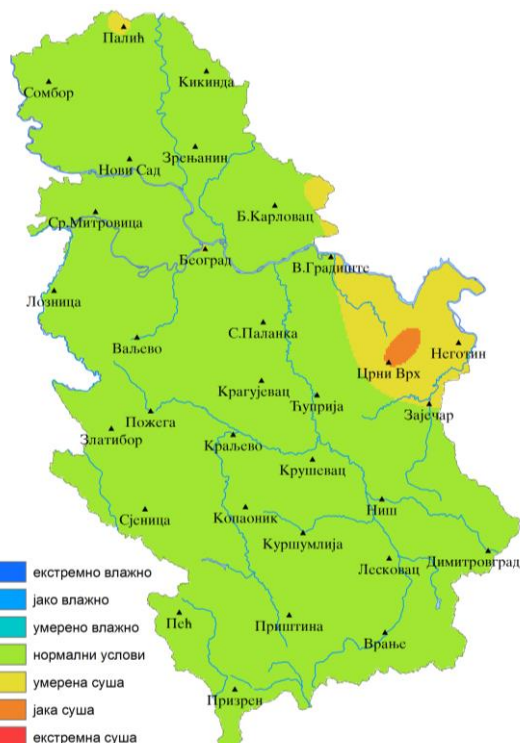 Палић
Кикинда
Сомбор
Зрењанин
Нови Сад
Б.Карловац
Ср.Митровица
Београд
В.Градиште
Лозница
С.Паланка
Ваљево
Неготин
Црни Врх
Крагујевац
Ћуприја
Зајечар
Пожега
Златибор
Краљево
Крушевац
Ниш
Копаоник
Сјеница
Куршумлија
Димитровград
Лесковац
Пећ
Приштина
Врање
Призрен
екстремно влажно
јако влажно
умерено влажно
нормални услови
умерена суша
јака суша
екстремна суша